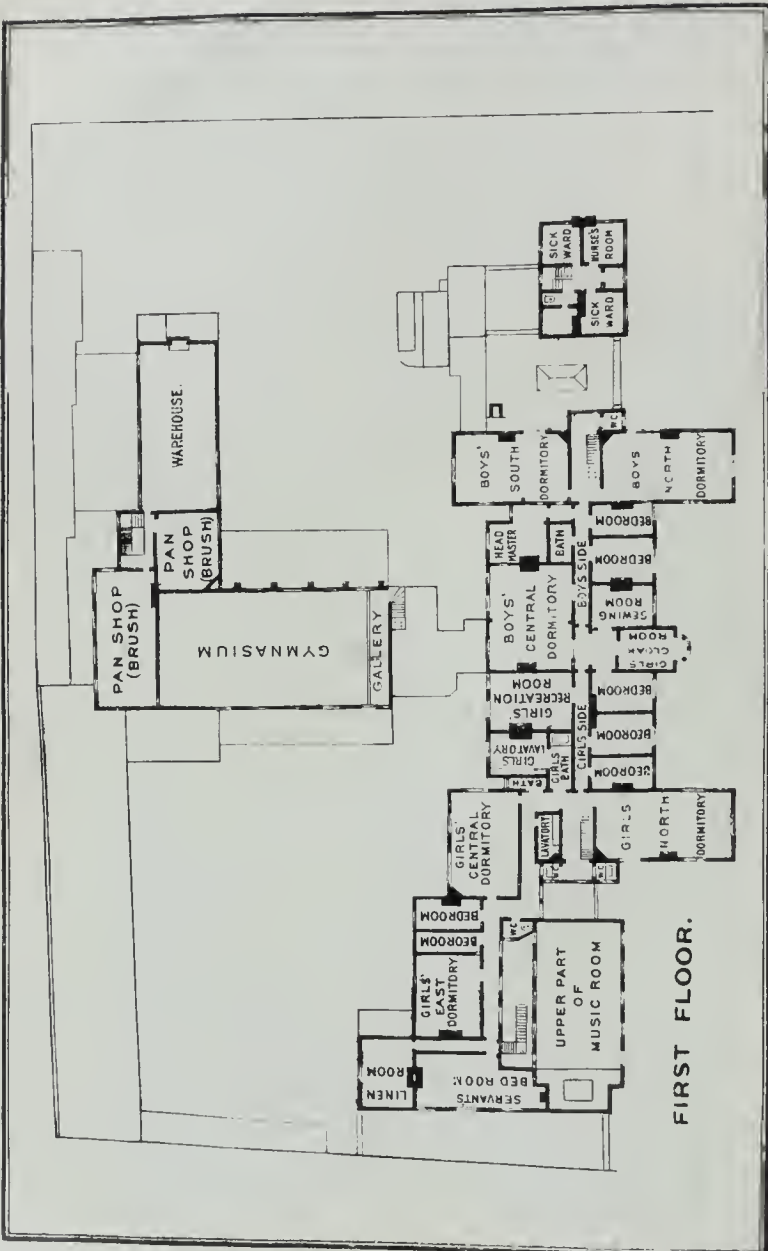 SICK
WARD
NURSE'S
ROOM
SICK
WARD
WAREHOUSE.
PAN
SHOP
(BRUSH)
PAN SHOP
(BRUSH)
GYMNASIUM
GALLERY
BOYS'
SOUTH
DORMITORY
W.C
BOYS
NORTH
DORMITORY
HEAD
MASTER
BATH
BOYS SIDE
BEDROOM
BEDROOM
SEWING
ROOM
BOYS'
CENTRAL
DORMITORY
GIRLS
CLOAK
ROOM
GIRLS
RECREATION
ROOM
GIRLS SIDE
BEDROOM
BEDROOM
BEDROOM
GIRLS
LAVATORY
BATH
GIRLS
BATH
GIRLS'
CENTRAL
DORMITORY
LAVATORY
W.C
W.C
GIRLS
NORTH
DORMITORY
BEDROOM
BEDROOM
GIRLS'
EAST
DORMITORY
W.C
UPPER PART
OF
MUSIC ROOM
LINEN
ROOM
SERVANTS
BED ROOM
FIRST FLOOR.